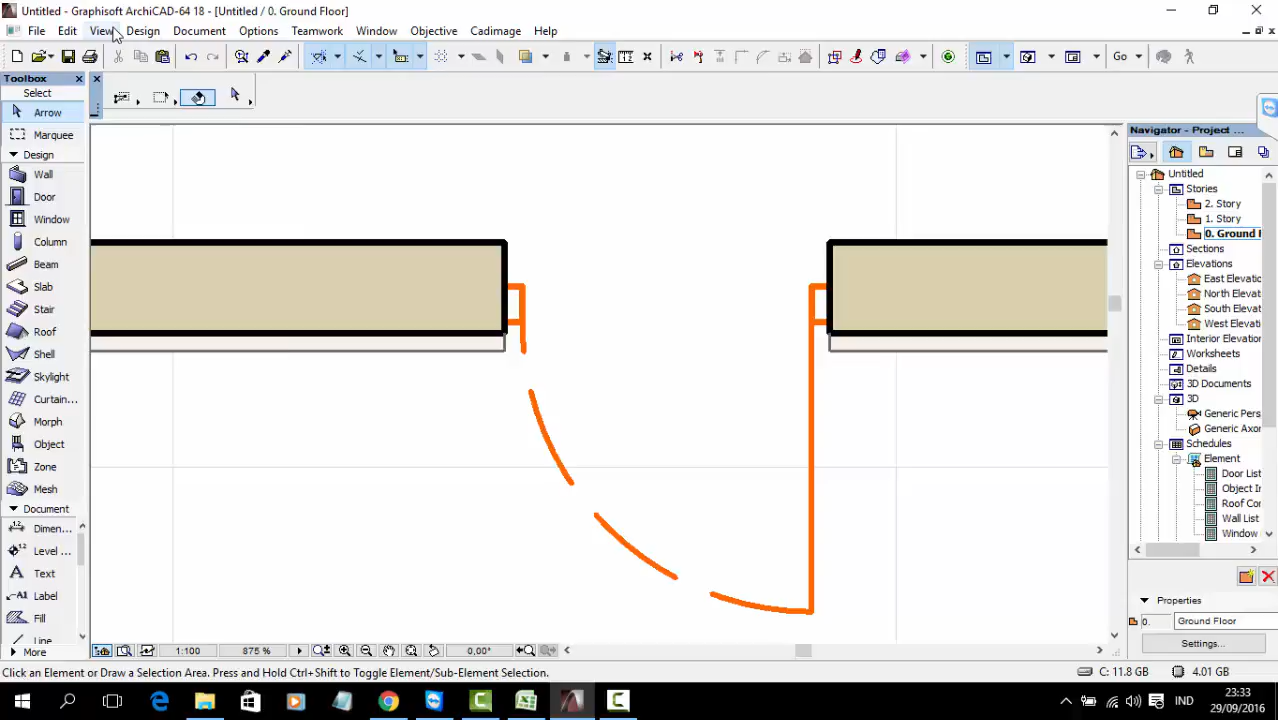 Untitled - Graphisoft ArchiCAD-64 18 - [Untitled / 0. Ground Floor]
File Edit View Design Document Options Teamwork Window Objective Cadimage Help
Go
Toolbox
Select
Arrow
Marquee
Design
Wall
Door
Window
Column
Beam
Slab
Stair
Roof
Shell
Skylight
Curtain...
Morph
Object
Zone
Mesh
Document
Dimen...
Level ...
Text
Label
Fill
Line
More
Navigator - Project ...
Untitled
Stories
2. Story
1. Story
0. Ground F
Sections
Elevations
East Elevatio
North Elevat
South Elevat
West Elevati
Interior Elevation
Worksheets
Details
3D Documents
3D
Generic Pers
Generic Axon
Schedules
Element
Door List
Object In
Roof Cor
Wall List
Window
Properties
0. Ground Floor
Settings...
1:100 875 % 0,00°
Click an Element or Draw a Selection Area. Press and Hold Ctrl+Shift to Toggle Element/Sub-Element Selection.
C: 11.8 GB 4.01 GB
IND
23:33
29/09/2016